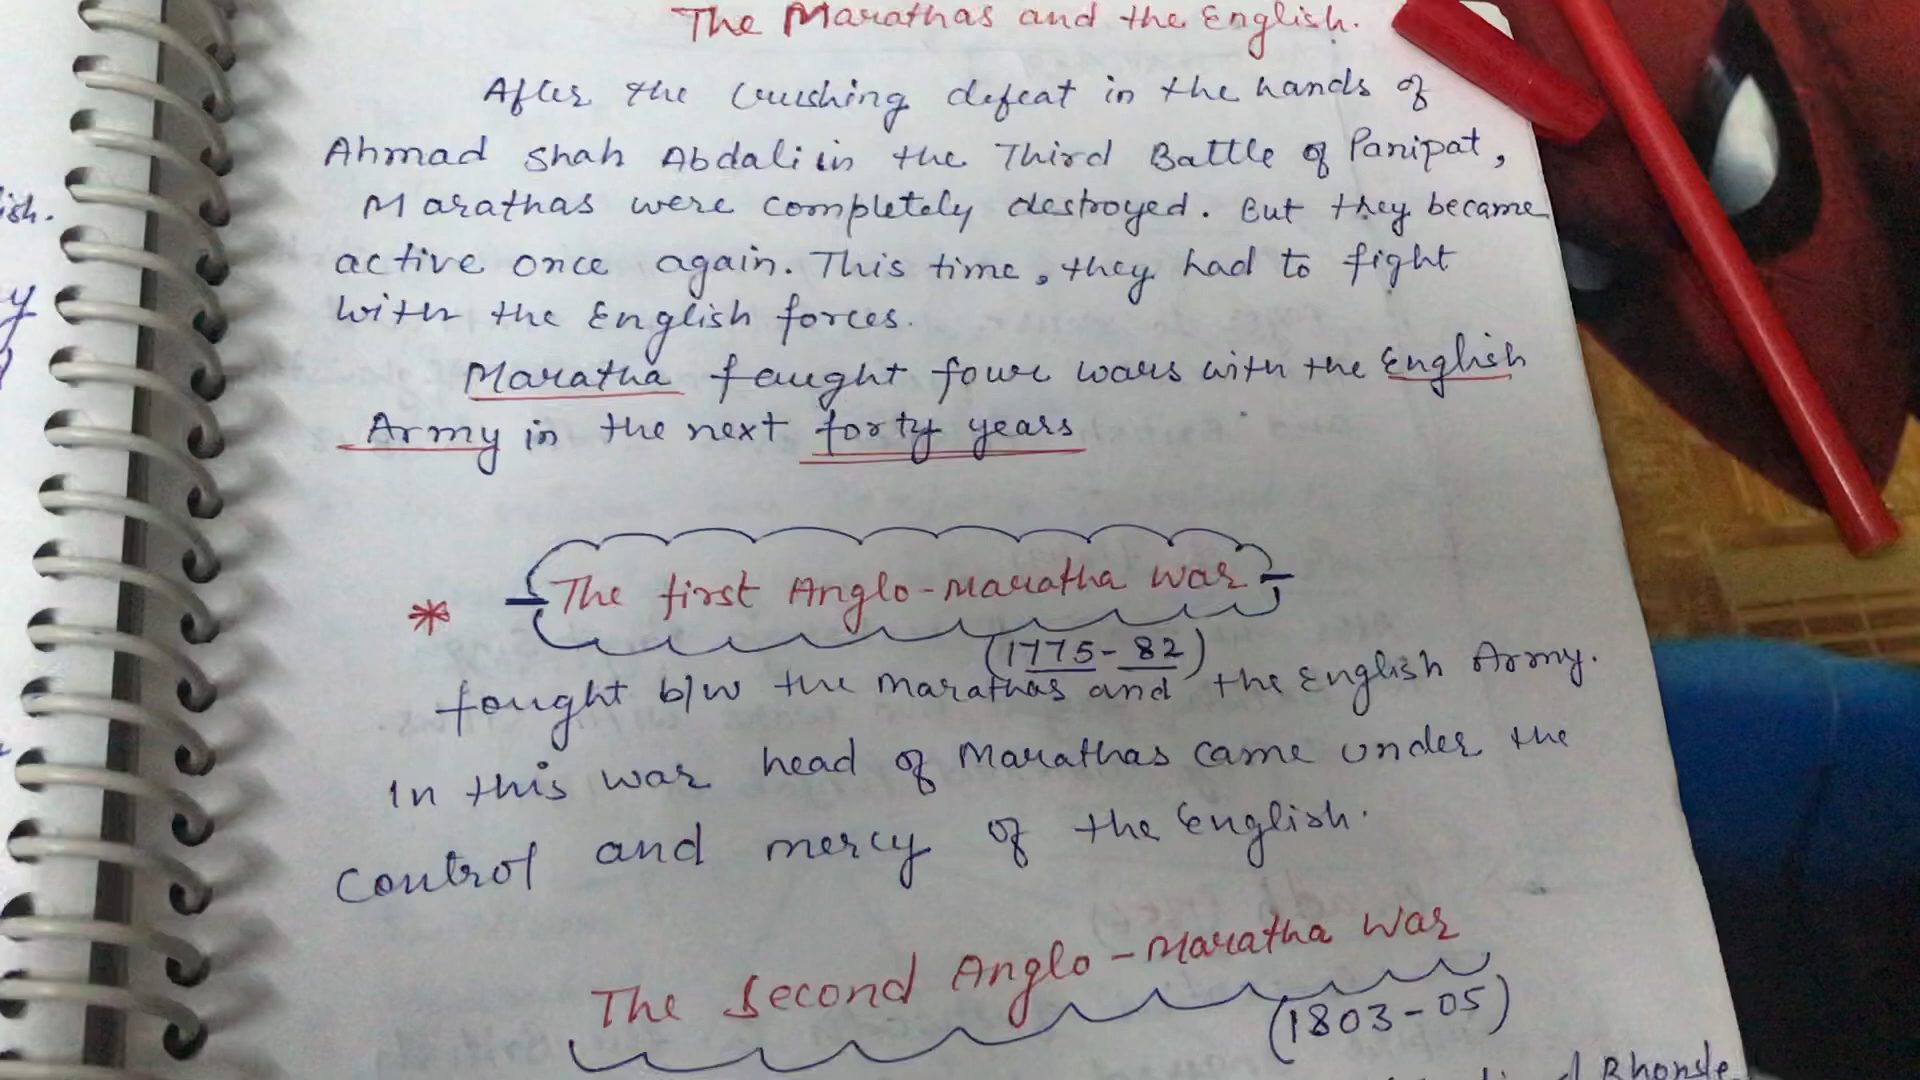 The Marathas and the English.
After the crushing defeat in the hands of
Ahmad Shah Abdali in the Third Battle of Panipat,
Marathas were completely destroyed. But they became
active once again. This time, they had to fight
with the English forces.
Maratha faught four wars with the English
Army in the next forty years
* The first Anglo-Maratha War
(1775-82)
fought b/w the Marathas and the English Army.
In this war head of Marathas came under the
control and mercy of the English.
The Second Anglo-Maratha War
(1803-05)
Bhonsle
ish.
y